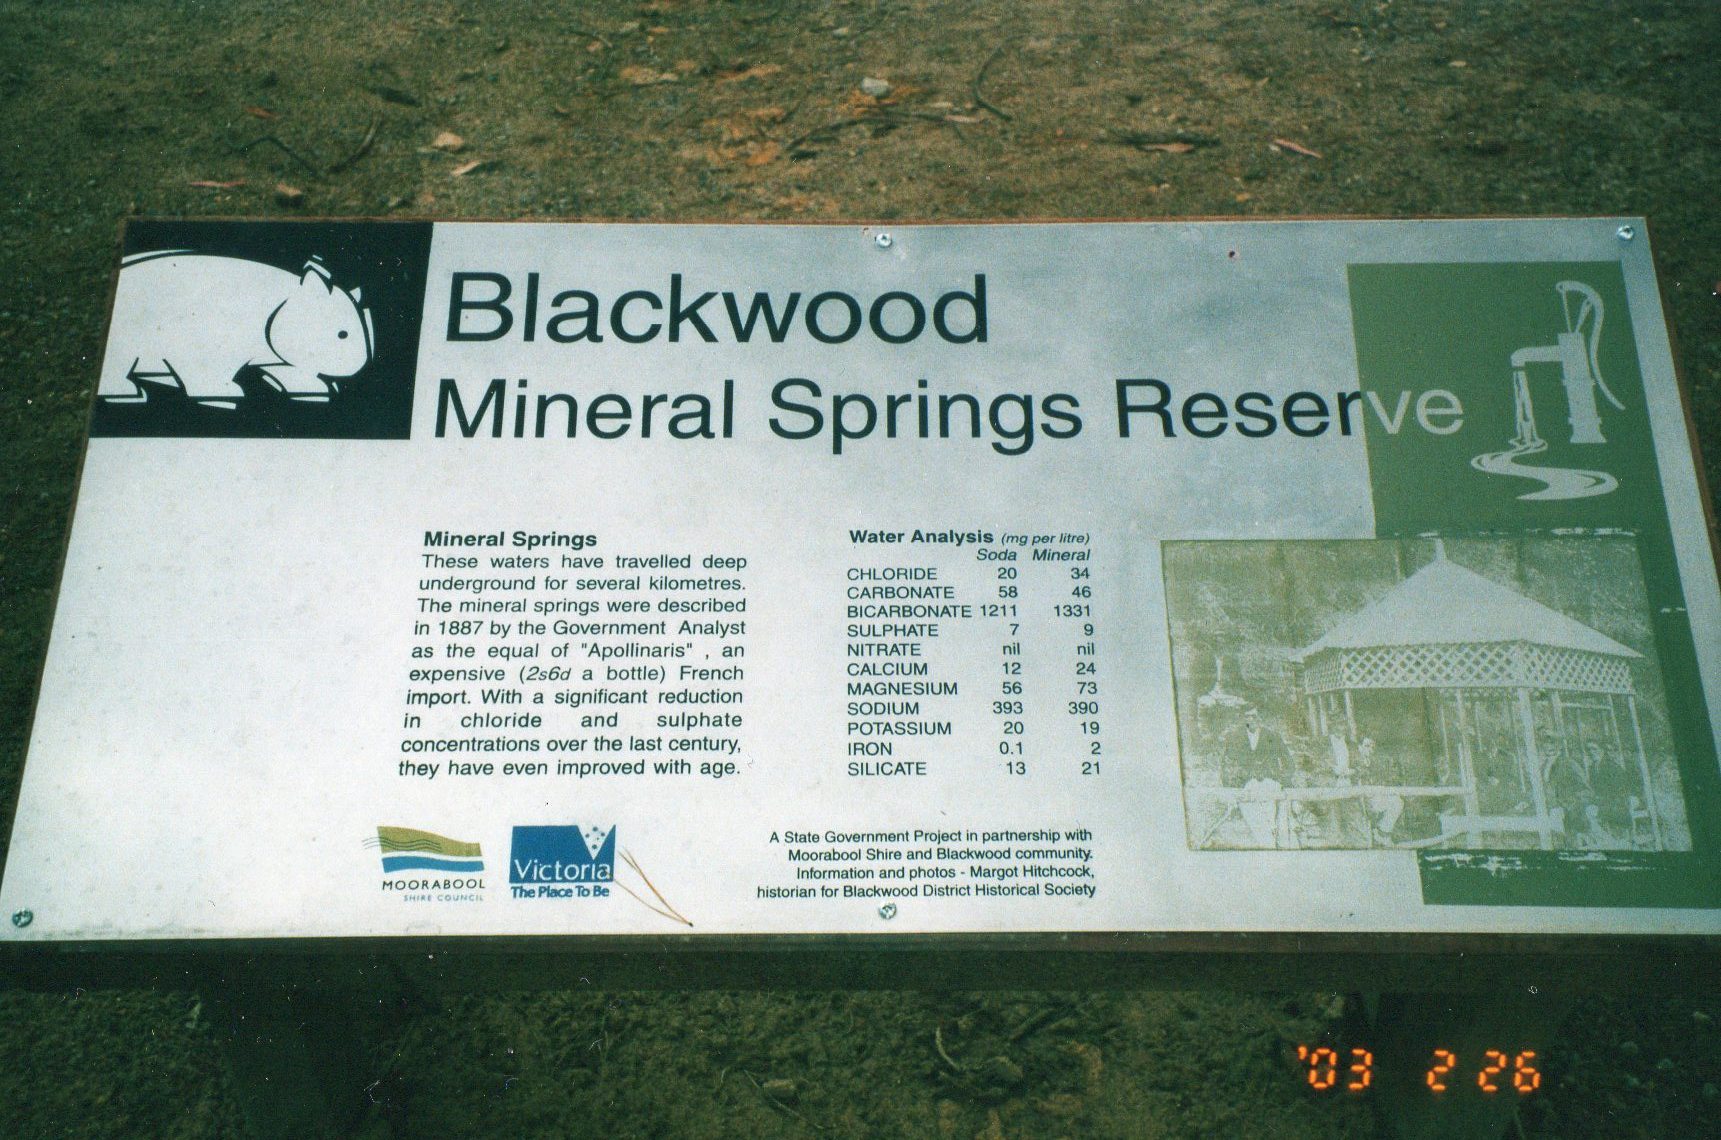 Blackwood
Mineral Springs Reserve
Mineral Springs
These waters have travelled deep
underground for several kilometres.
The mineral springs were described
in 1887 by the Government Analyst
as the equal of "Apollinaris" , an
expensive (2s6d a bottle) French
import. With a significant reduction
in chloride and sulphate
concentrations over the last century,
they have even improved with age.
Water Analysis (mg per litre)
Soda Mineral
CHLORIDE 20 34
CARBONATE 58 46
BICARBONATE 1211 1331
SULPHATE 7 9
NITRATE nil nil
CALCIUM 12 24
MAGNESIUM 56 73
SODIUM 393 390
POTASSIUM 20 19
IRON 0.1 2
SILICATE 13 21
MOORABOOL
SHIRE COUNCIL
Victoria
The Place To Be
A State Government Project in partnership with
Moorabool Shire and Blackwood community.
Information and photos - Margot Hitchcock,
historian for Blackwood District Historical Society
'03 2 26